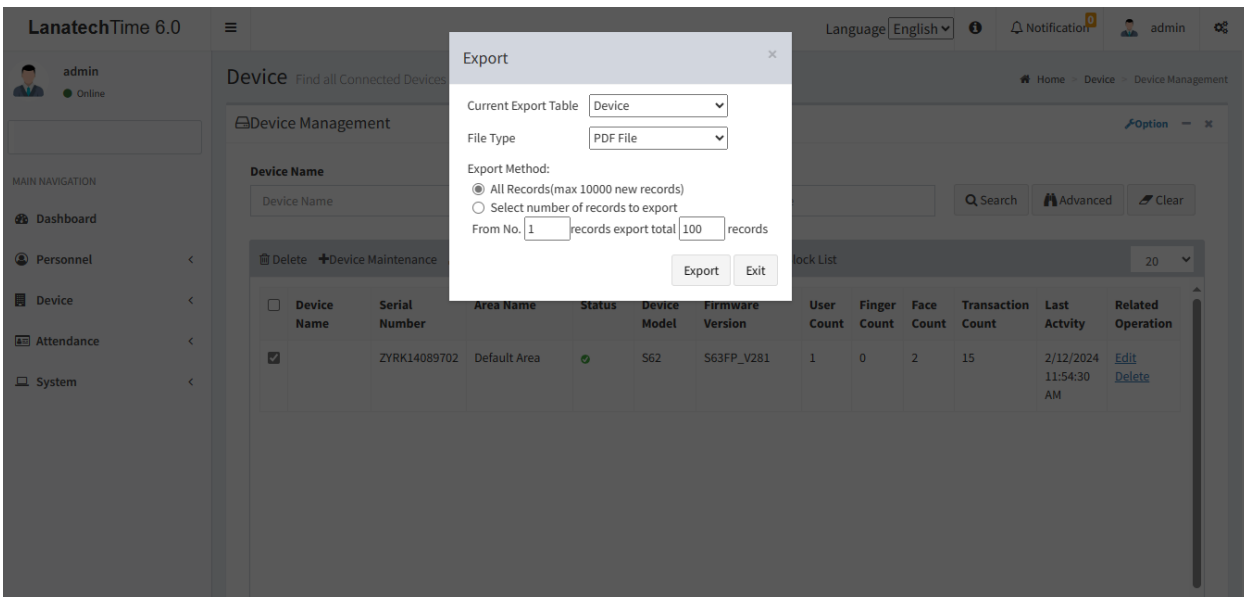 LanatechTime 6.0
Language English
Notification 0
admin
admin
Online
Device Find all Connected Devices
Home > Device > Device Management
Device Management
Option
MAIN NAVIGATION
Dashboard
Personnel
Device
Attendance
System
Device Name
Device Name
Search Advanced Clear
Delete Device Maintenance
lock List
20
Export ×
Current Export Table Device
File Type PDF File
Export Method:
All Records(max 10000 new records)
Select number of records to export
From No. 1 records export total 100 records
Export Exit
Device Name Serial Number Area Name Status Device Model Firmware Version User Count Finger Count Face Count Transaction Count Last Actvity Related Operation
ZYRK14089702 Default Area S62 S63FP_V281 1 0 2 15 2/12/2024 11:54:30 AM Edit Delete